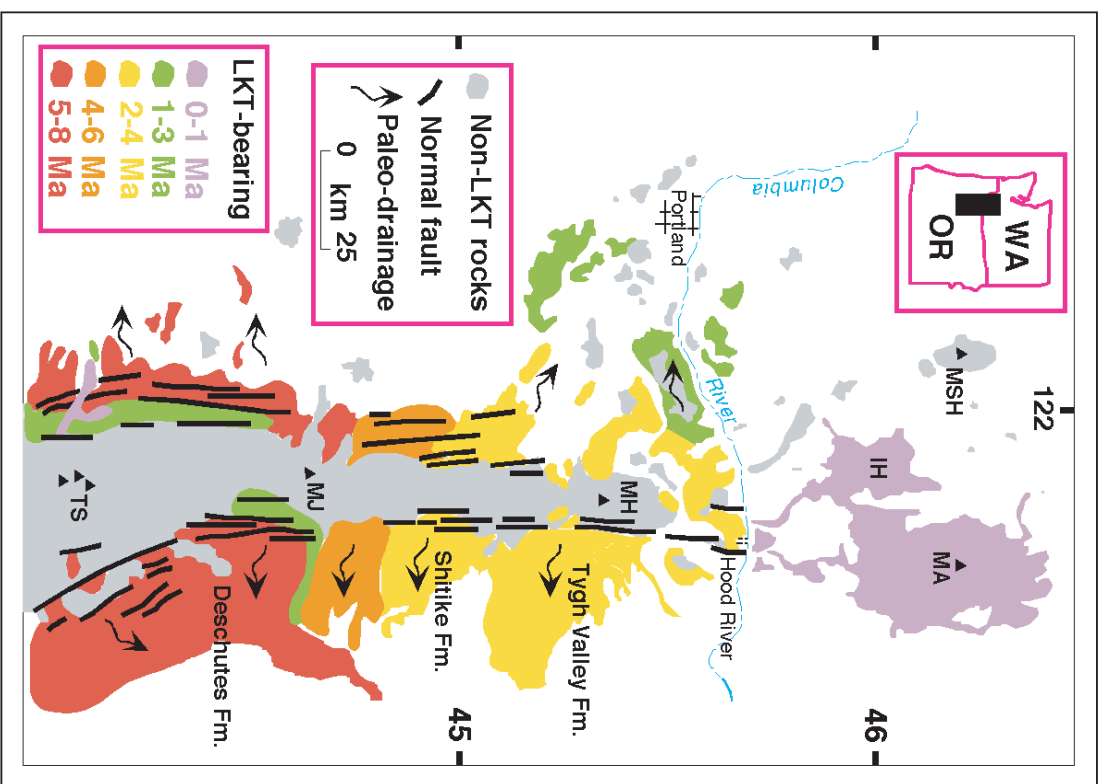 WA
OR
MSH
122
IH
MA
46
Columbia
River
Portland
Hood River
Non-LKT rocks
Normal fault
Paleo-drainage
0 km 25
MH
Tygh Valley Fm.
Shitike Fm.
45
MJ
Deschutes Fm.
TS
LKT-bearing
0-1 Ma
1-3 Ma
2-4 Ma
4-6 Ma
5-8 Ma